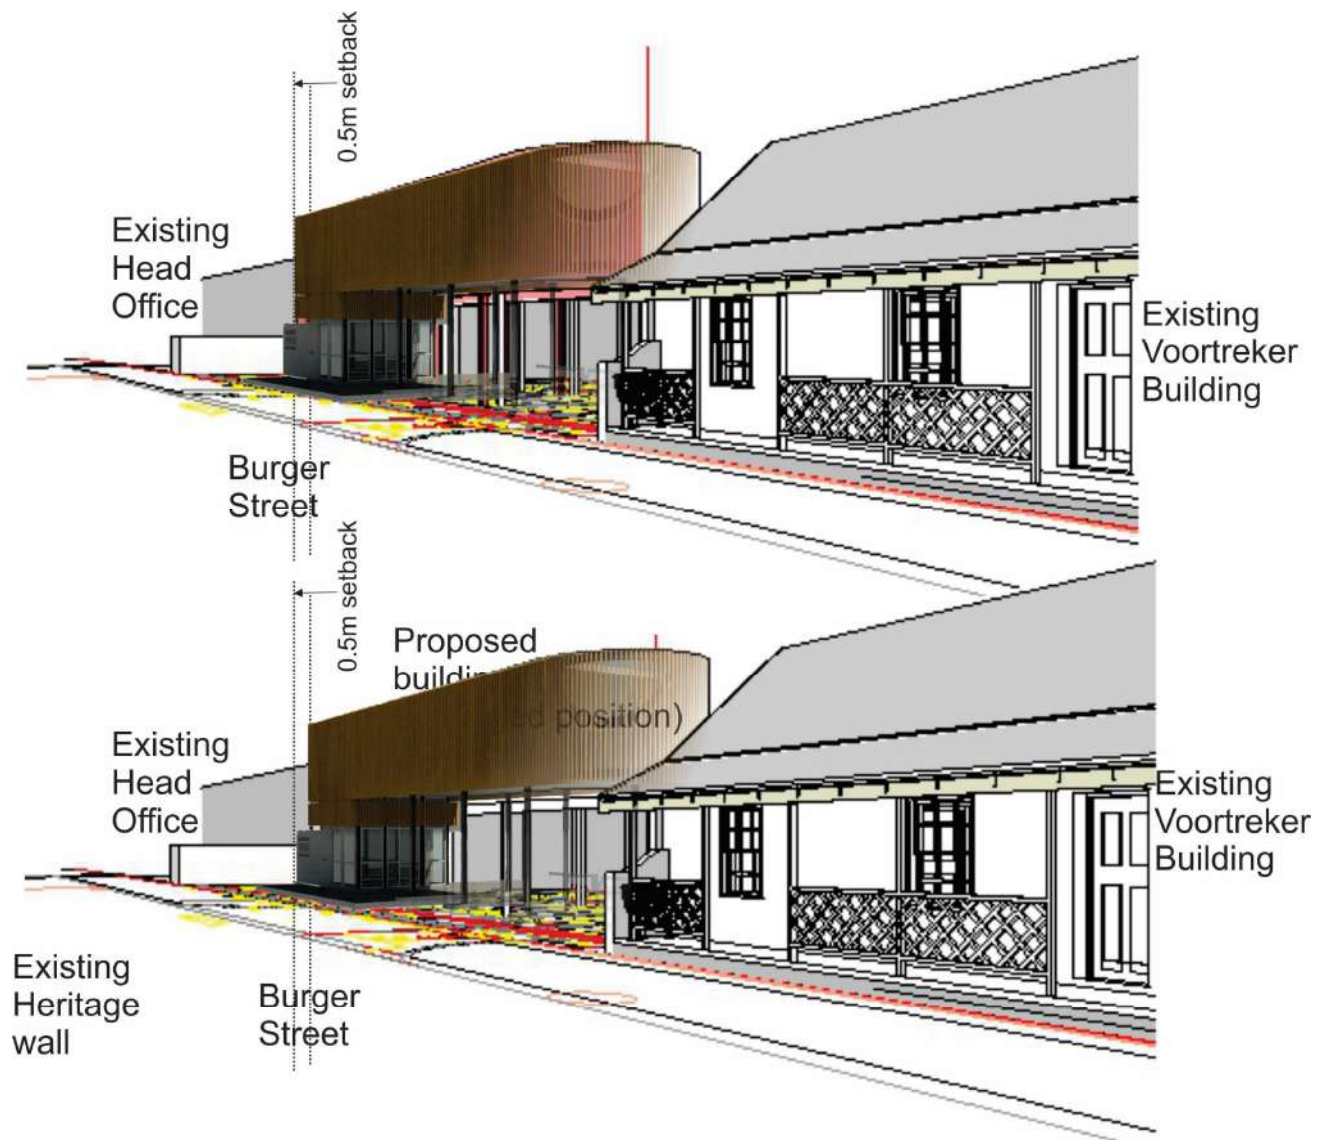 0.5m setback
Existing
Head
Office
Existing
Voortreker
Building
Burger
Street
0.5m setback
Proposed
position)
Existing
Head
Office
Existing
Voortreker
Building
Existing
Heritage
wall
Burger
Street